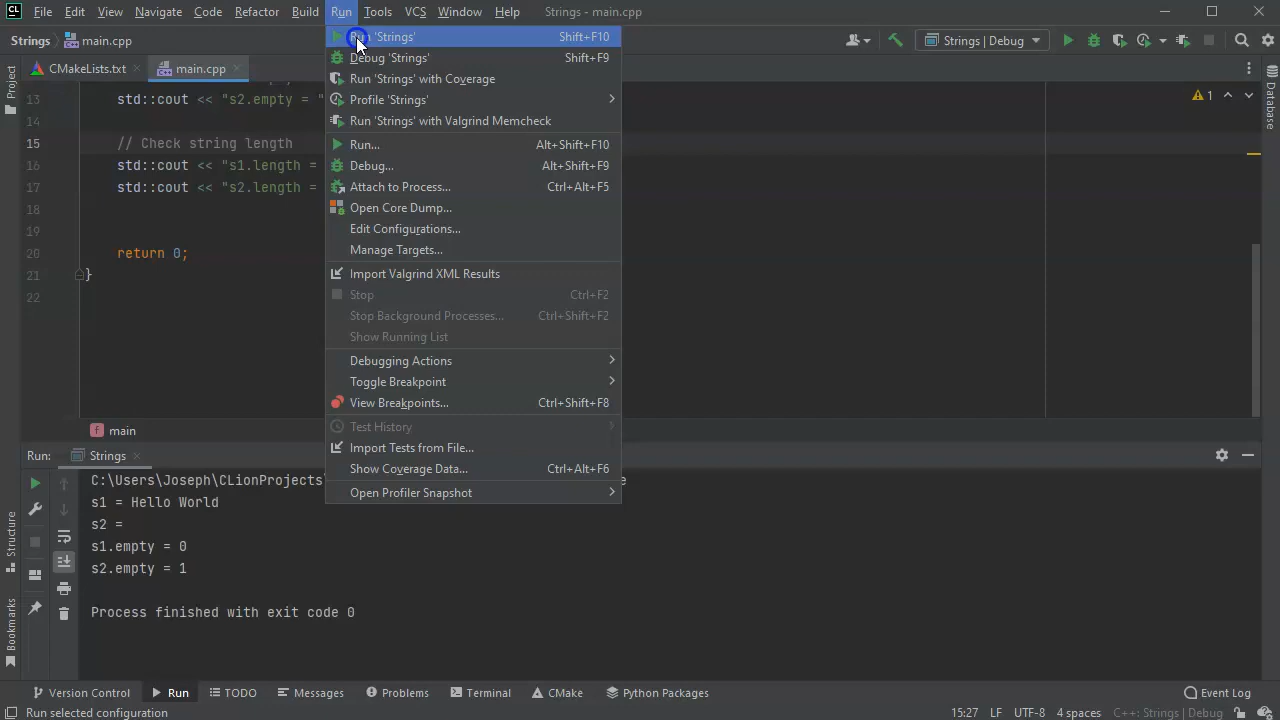 CL File Edit View Navigate Code Refactor Build Run Tools VCS Window Help Strings - main.cpp
Strings main.cpp Strings | Debug
CMakeLists.txt main.cpp
Project
Database
Structure
Bookmarks
13 std::cout << "s2.empty = "
14
15 // Check string length
16 std::cout << "s1.length =
17 std::cout << "s2.length =
18
19
20 return 0;
21 }
22
1
Run 'Strings' Shift+F10
Debug 'Strings' Shift+F9
Run 'Strings' with Coverage
Profile 'Strings'
Run 'Strings' with Valgrind Memcheck
Run... Alt+Shift+F10
Debug... Alt+Shift+F9
Attach to Process... Ctrl+Alt+F5
Open Core Dump...
Edit Configurations...
Manage Targets...
Import Valgrind XML Results
Stop Ctrl+F2
Stop Background Processes... Ctrl+Shift+F2
Show Running List
Debugging Actions
Toggle Breakpoint
View Breakpoints... Ctrl+Shift+F8
Test History
Import Tests from File...
Show Coverage Data... Ctrl+Alt+F6
Open Profiler Snapshot
f main
Run: Strings
C:\Users\Joseph\CLionProjects\
s1 = Hello World
s2 =
s1.empty = 0
s2.empty = 1
Process finished with exit code 0
Version Control Run TODO Messages Problems Terminal CMake Python Packages Event Log
Run selected configuration 15:27 LF UTF-8 4 spaces C++: Strings | Debug